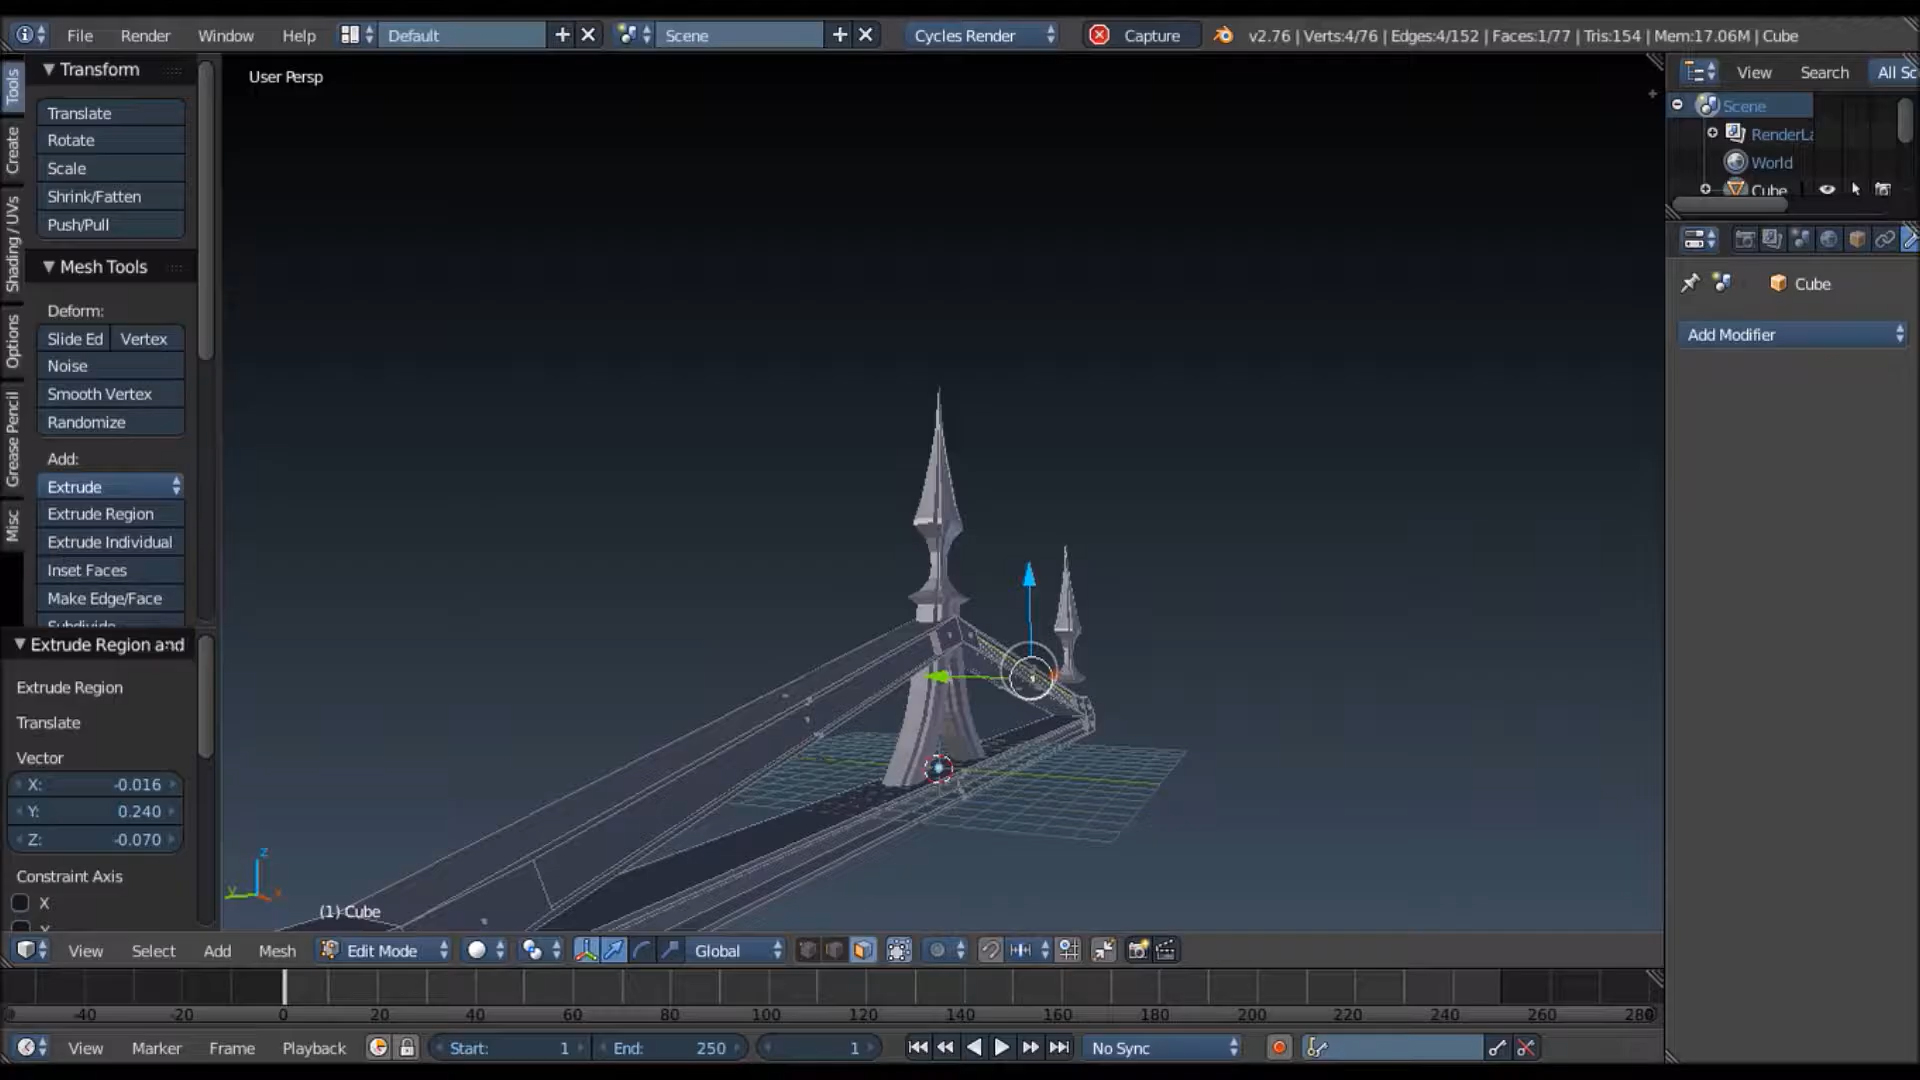 File Render Window Help Default Scene Cycles Render Capture v2.76 | Verts:4/76 | Edges:4/152 | Faces:1/77 | Tris:154 | Mem:17.06M | Cube
Tools
Create
Shading / UVs
Options
Grease Pencil
Misc
Transform
Translate
Rotate
Scale
Shrink/Fatten
Push/Pull
Mesh Tools
Deform:
Slide Ed Vertex
Noise
Smooth Vertex
Randomize
Add:
Extrude
Extrude Region
Extrude Individual
Inset Faces
Make Edge/Face
Subdivide
Extrude Region and
Extrude Region
Translate
Vector
X: -0.016
Y: 0.240
Z: -0.070
Constraint Axis
X
Y
User Persp
z
y x
(1) Cube
View Search All Sc
Scene
RenderLa
World
Cube
Cube
Add Modifier
View Select Add Mesh Edit Mode Global
-40 -20 0 20 40 60 80 100 120 140 160 180 200 220 240 260 280
View Marker Frame Playback Start: 1 End: 250 1 No Sync